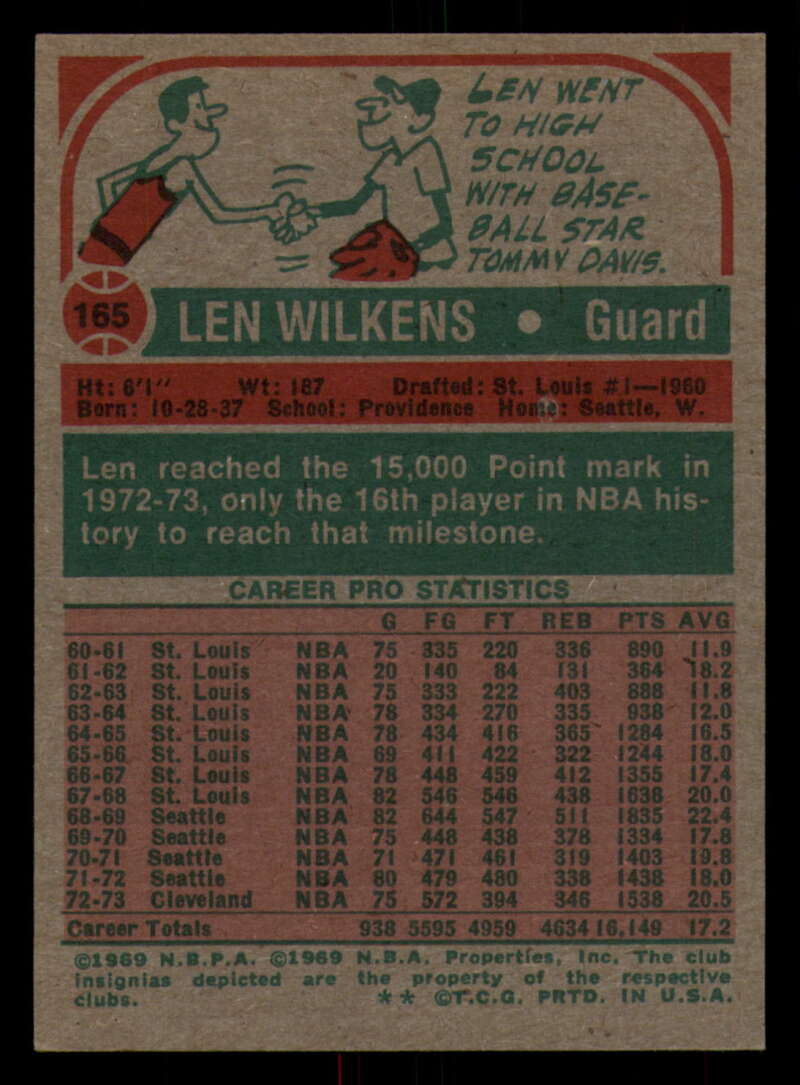 LEN WENT
TO HIGH
SCHOOL
WITH BASE-
BALL STAR
TOMMY DAVIS.
165 LEN WILKENS • Guard
Ht: 6'1" Wt: 187 Drafted: St. Louis #1—1960
Born: 10-28-37 School: Providence Home: Seattle, W.
Len reached the 15,000 Point mark in
1972-73, only the 16th player in NBA his-
tory to reach that milestone.
CAREER PRO STATISTICS
G FG FT REB PTS AVG
60-61 St. Louis NBA 75 335 220 336 890 11.9
61-62 St. Louis NBA 20 140 84 131 364 18.2
62-63 St. Louis NBA 75 333 222 403 888 11.8
63-64 St. Louis NBA 78 334 270 335 938 12.0
64-65 St. Louis NBA 78 434 416 365 1284 16.5
65-66 St. Louis NBA 69 411 422 322 1244 18.0
66-67 St. Louis NBA 78 448 459 412 1355 17.4
67-68 St. Louis NBA 82 546 546 438 1638 20.0
68-69 Seattle NBA 82 644 547 511 1835 22.4
69-70 Seattle NBA 75 448 438 378 1334 17.8
70-71 Seattle NBA 71 471 461 319 1403 19.8
71-72 Seattle NBA 80 479 480 338 1438 18.0
72-73 Cleveland NBA 75 572 394 346 1538 20.5
Career Totals 938 5595 4959 4634 16,149 17.2
©1969 N.B.P.A. ©1969 N.B.A. Properties, Inc. The club
insignias depicted are the property of the respective
clubs. ** ©T.C.G. PRTD. IN U.S.A.